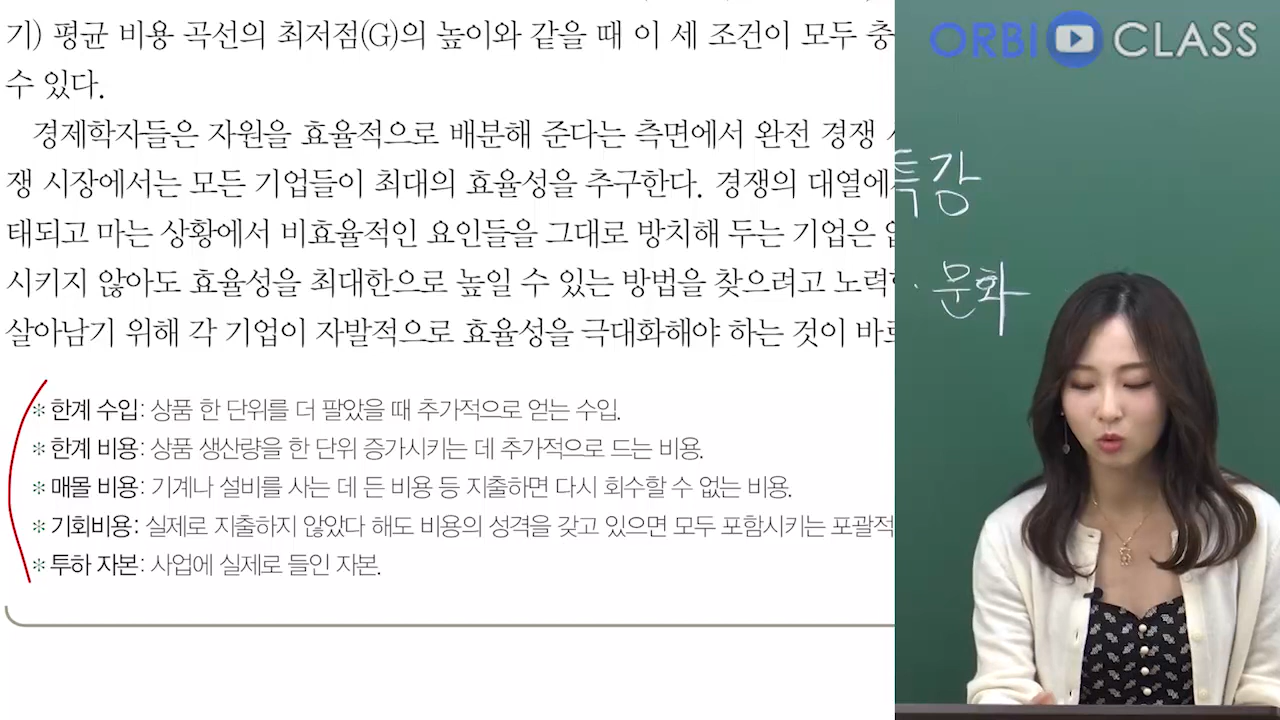 기) 평균 비용 곡선의 최저점(G)의 높이와 같을 때 이 세 조건이 모두 충
수 있다.
경제학자들은 자원을 효율적으로 배분해 준다는 측면에서 완전 경쟁
쟁 시장에서는 모든 기업들이 최대의 효율성을 추구한다. 경쟁의 대열에
태되고 마는 상황에서 비효율적인 요인들을 그대로 방치해 두는 기업은
시키지 않아도 효율성을 최대한으로 높일 수 있는 방법을 찾으려고 노력
살아남기 위해 각 기업이 자발적으로 효율성을 극대화해야 하는 것이 바로
* 한계 수입: 상품 한 단위를 더 팔았을 때 추가적으로 얻는 수입.
* 한계 비용: 상품 생산량을 한 단위 증가시키는 데 추가적으로 드는 비용.
* 매몰 비용: 기계나 설비를 사는 데 든 비용 등 지출하면 다시 회수할 수 없는 비용.
* 기회비용: 실제로 지출하지 않았다 해도 비용의 성격을 갖고 있으면 모두 포함시키는 포괄적
* 투하 자본: 사업에 실제로 들인 자본.
ORBI CLASS
특강
· 문화